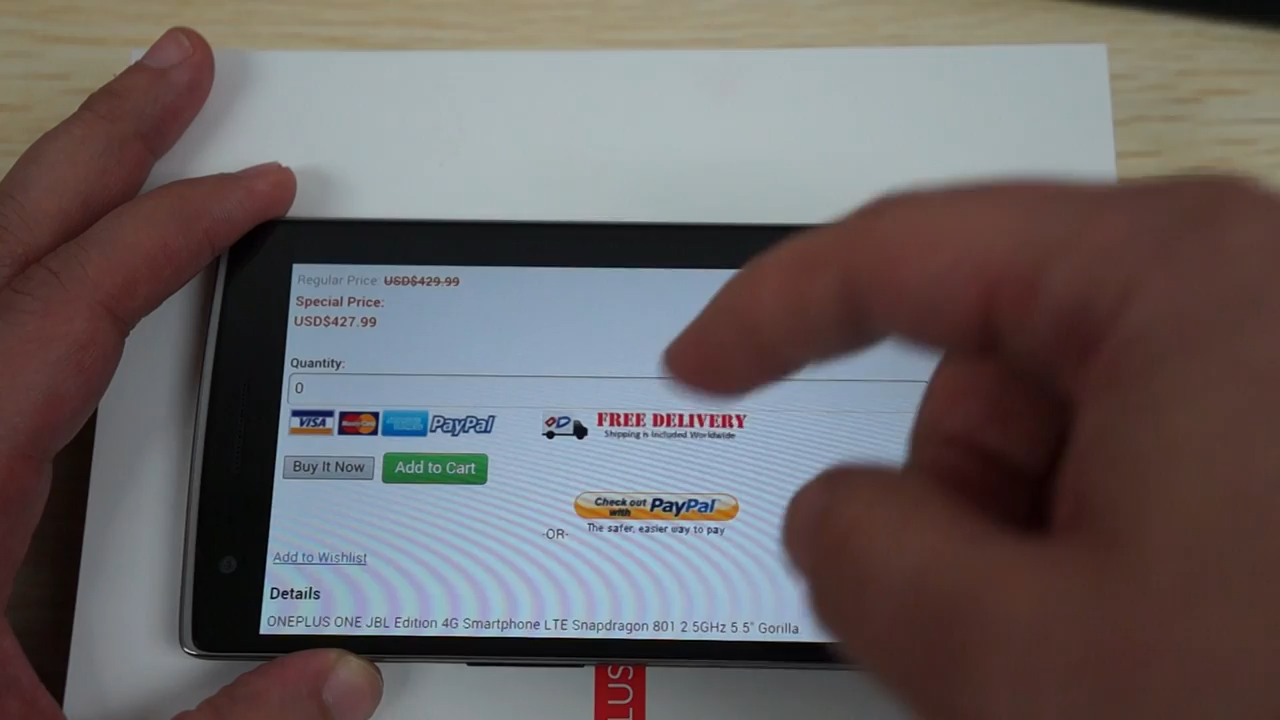 Regular Price: USD$429.99
Special Price:
USD$427.99
Quantity:
0
VISA MasterCard PayPal
FREE DELIVERY
Shipping is Included Worldwide
Buy It Now Add to Cart
Check out with PayPal
The safer, easier way to pay
-OR-
Add to Wishlist
Details
ONEPLUS ONE JBL Edition 4G Smartphone LTE Snapdragon 801 2.5GHz 5.5" Gorilla
LUS